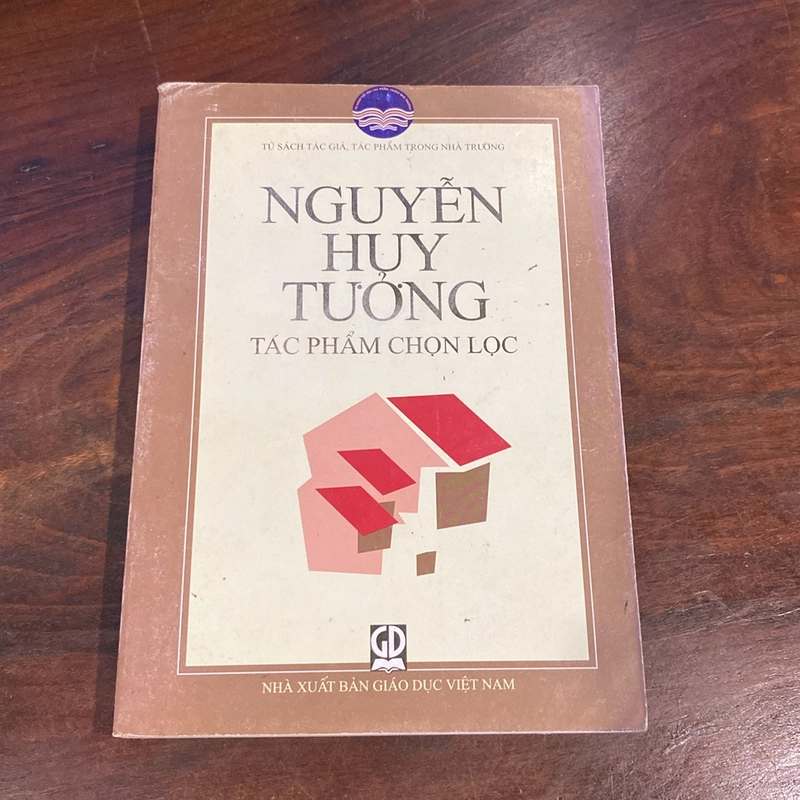 TỦ SÁCH TÁC GIẢ, TÁC PHẨM TRONG NHÀ TRƯỜNG
NGUYỄN
HUY
TƯỞNG
TÁC PHẨM CHỌN LỌC
GD
NHÀ XUẤT BẢN GIÁO DỤC VIỆT NAM